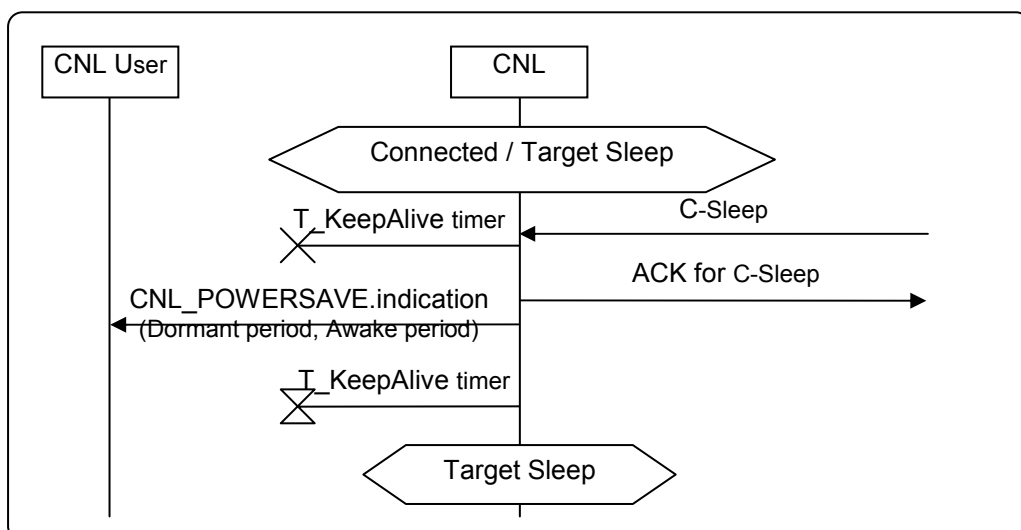 CNL User
CNL
Connected / Target Sleep
T_KeepAlive timer
C-Sleep
ACK for C-Sleep
CNL_POWERSAVE.indication
(Dormant period, Awake period)
T_KeepAlive timer
Target Sleep